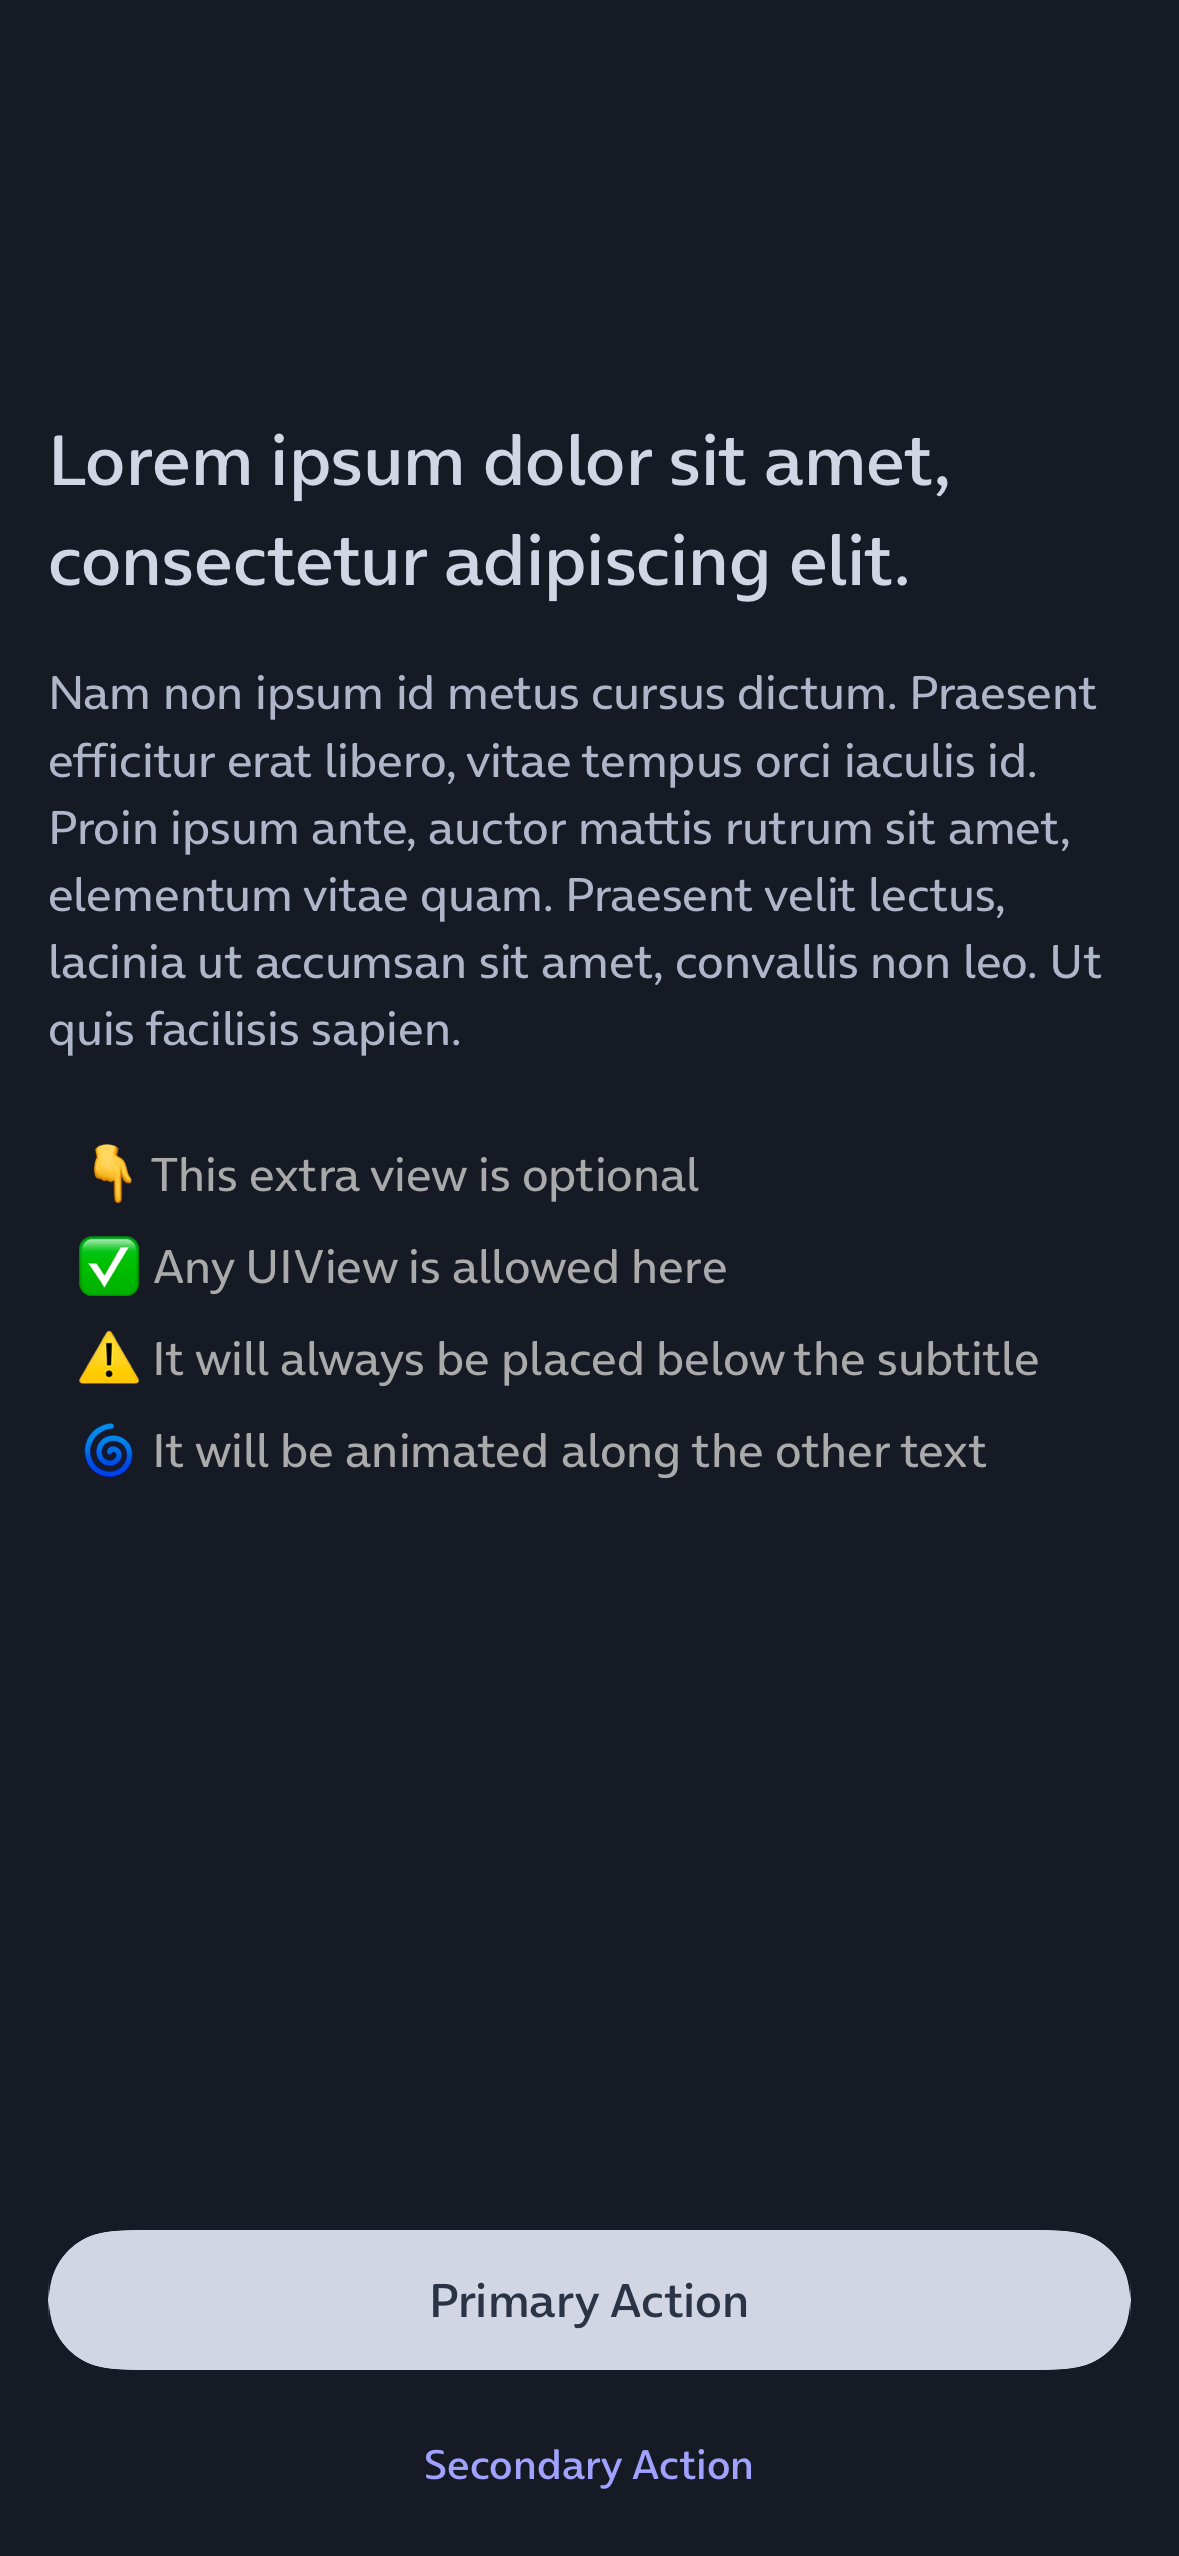 Lorem ipsum dolor sit amet,
consectetur adipiscing elit.
Nam non ipsum id metus cursus dictum. Praesent
efficitur erat libero, vitae tempus orci iaculis id.
Proin ipsum ante, auctor mattis rutrum sit amet,
elementum vitae quam. Praesent velit lectus,
lacinia ut accumsan sit amet, convallis non leo. Ut
quis facilisis sapien.
👇 This extra view is optional
✅ Any UIView is allowed here
⚠️ It will always be placed below the subtitle
🌀 It will be animated along the other text
Primary Action
Secondary Action